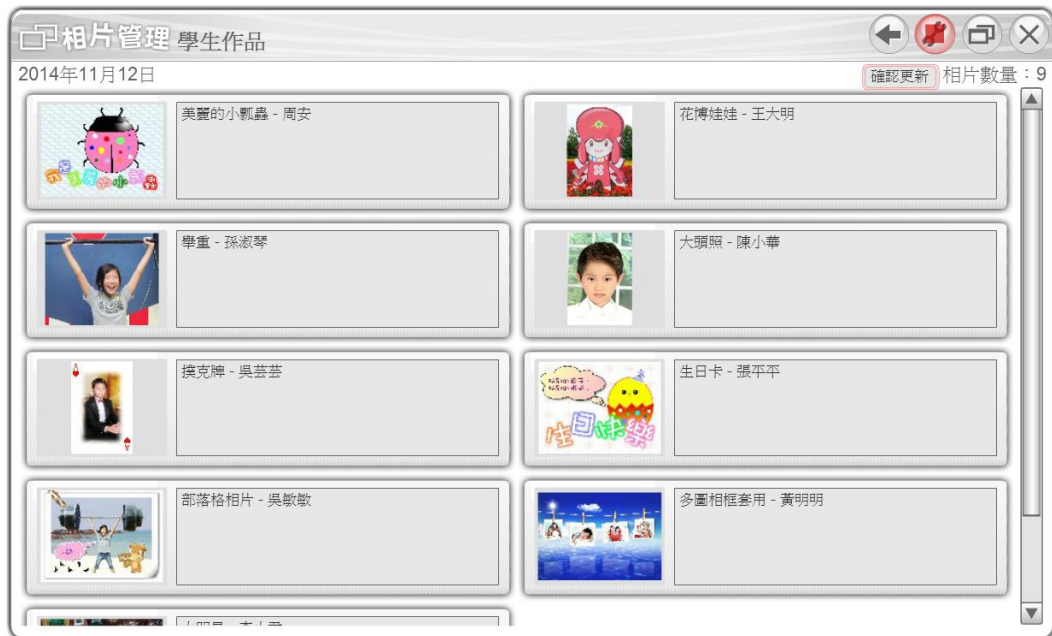 相片管理 學生作品
2014年11月12日
確認更新 相片數量：9
美麗的小瓢蟲 - 周安
花博娃娃 - 王大明
舉重 - 孫淑琴
大頭照 - 陳小華
撲克牌 - 吳芸芸
生日卡 - 張平平
生日快樂
部落格相片 - 吳敏敏
多圖相框套用 - 黃明明